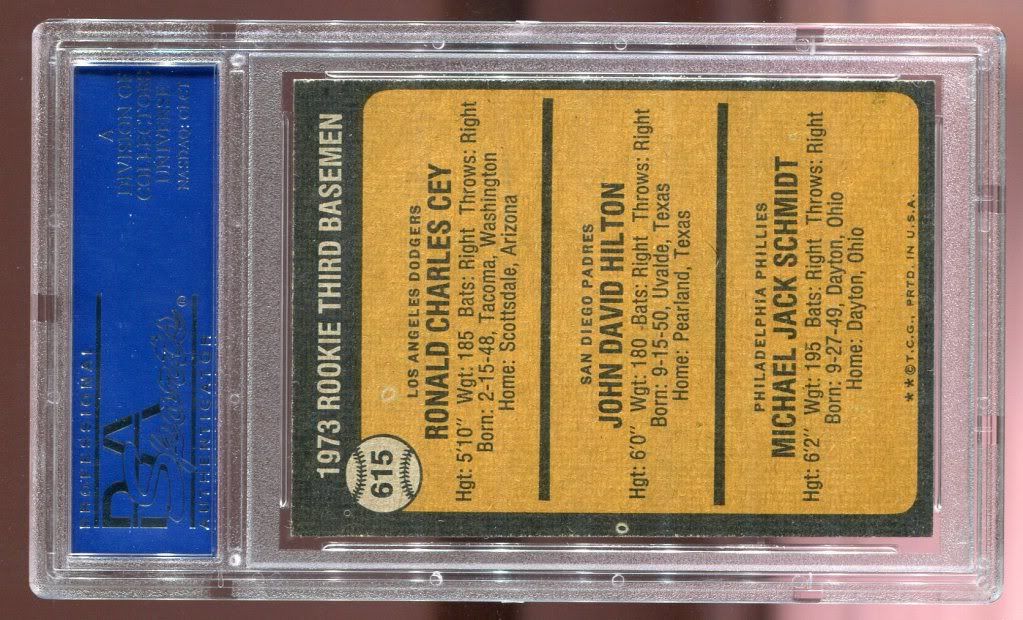 PROFESSIONAL
PSA
SPORTS
AUTHENTICATOR
A
DIVISION OF
COLLECTORS
UNIVERSE
NASDAQ: CLCT
1973 ROOKIE THIRD BASEMEN
615
LOS ANGELES DODGERS
RONALD CHARLES CEY
Hgt: 5'10" Wgt: 185 Bats: Right Throws: Right
Born: 2-15-48, Tacoma, Washington
Home: Scottsdale, Arizona
SAN DIEGO PADRES
JOHN DAVID HILTON
Hgt: 6'0" Wgt: 180 Bats: Right Throws: Right
Born: 9-15-50, Uvalde, Texas
Home: Pearland, Texas
PHILADELPHIA PHILLIES
MICHAEL JACK SCHMIDT
Hgt: 6'2" Wgt: 195 Bats: Right Throws: Right
Born: 9-27-49, Dayton, Ohio
Home: Dayton, Ohio
**©T.C.G., PRTD. IN U.S.A.